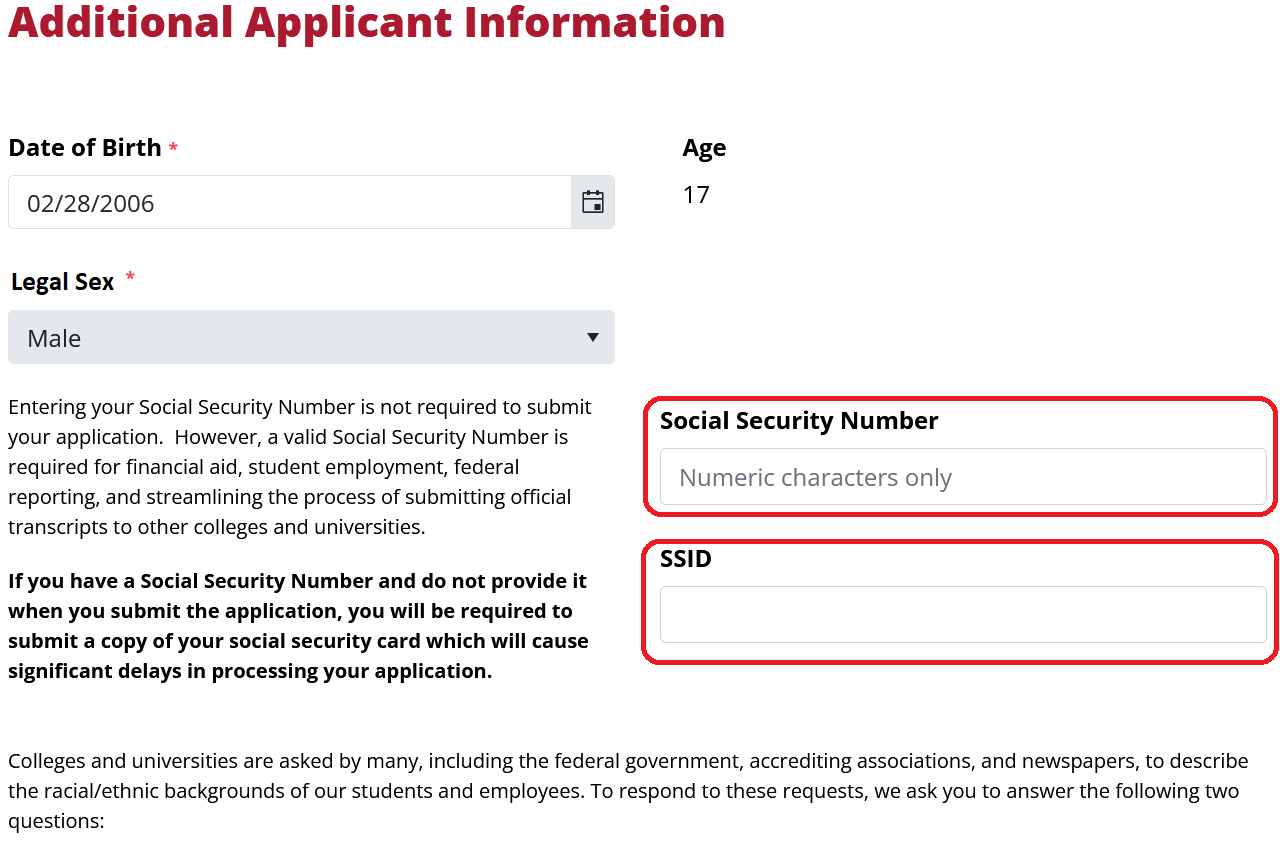 Additional Applicant Information
Date of Birth *
02/28/2006
Age
17
Legal Sex *
Male
Entering your Social Security Number is not required to submit
your application.  However, a valid Social Security Number is
required for financial aid, student employment, federal
reporting, and streamlining the process of submitting official
transcripts to other colleges and universities.
If you have a Social Security Number and do not provide it
when you submit the application, you will be required to
submit a copy of your social security card which will cause
significant delays in processing your application.
Social Security Number
Numeric characters only
SSID
Colleges and universities are asked by many, including the federal government, accrediting associations, and newspapers, to describe
the racial/ethnic backgrounds of our students and employees. To respond to these requests, we ask you to answer the following two
questions: